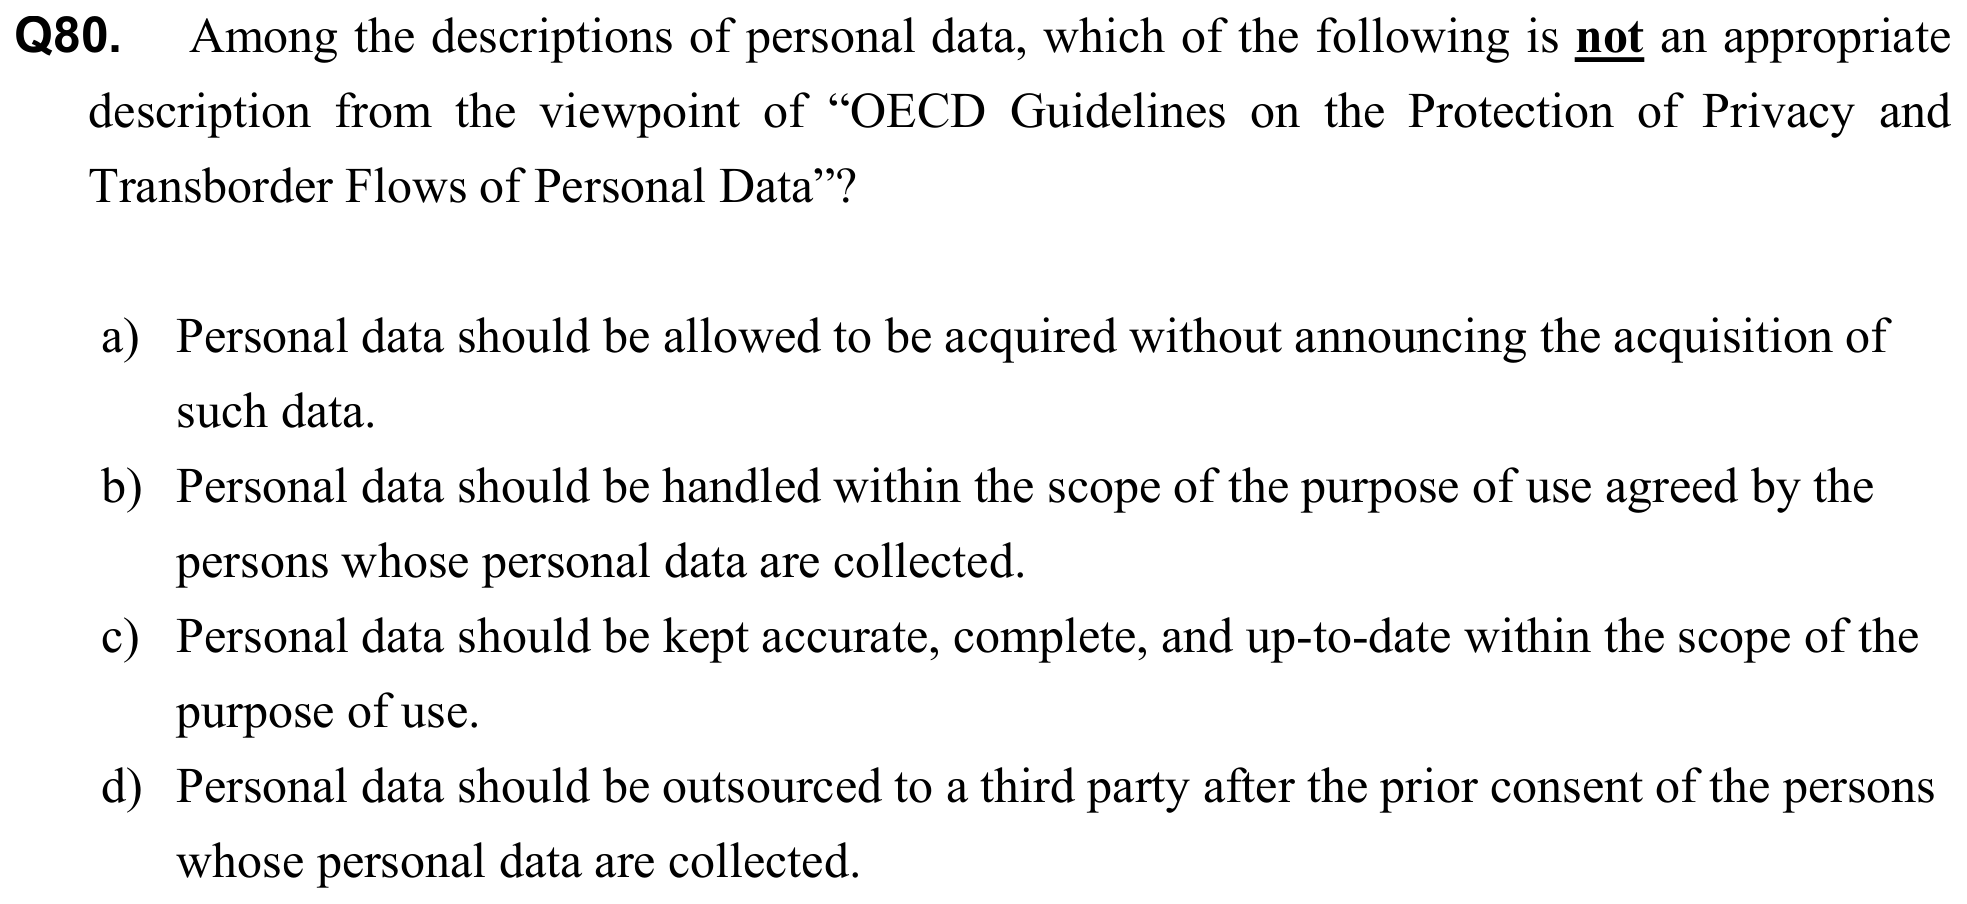 Q80. Among the descriptions of personal data, which of the following is not an appropriate
description from the viewpoint of “OECD Guidelines on the Protection of Privacy and
Transborder Flows of Personal Data”?
a) Personal data should be allowed to be acquired without announcing the acquisition of
such data.
b) Personal data should be handled within the scope of the purpose of use agreed by the
persons whose personal data are collected.
c) Personal data should be kept accurate, complete, and up-to-date within the scope of the
purpose of use.
d) Personal data should be outsourced to a third party after the prior consent of the persons
whose personal data are collected.